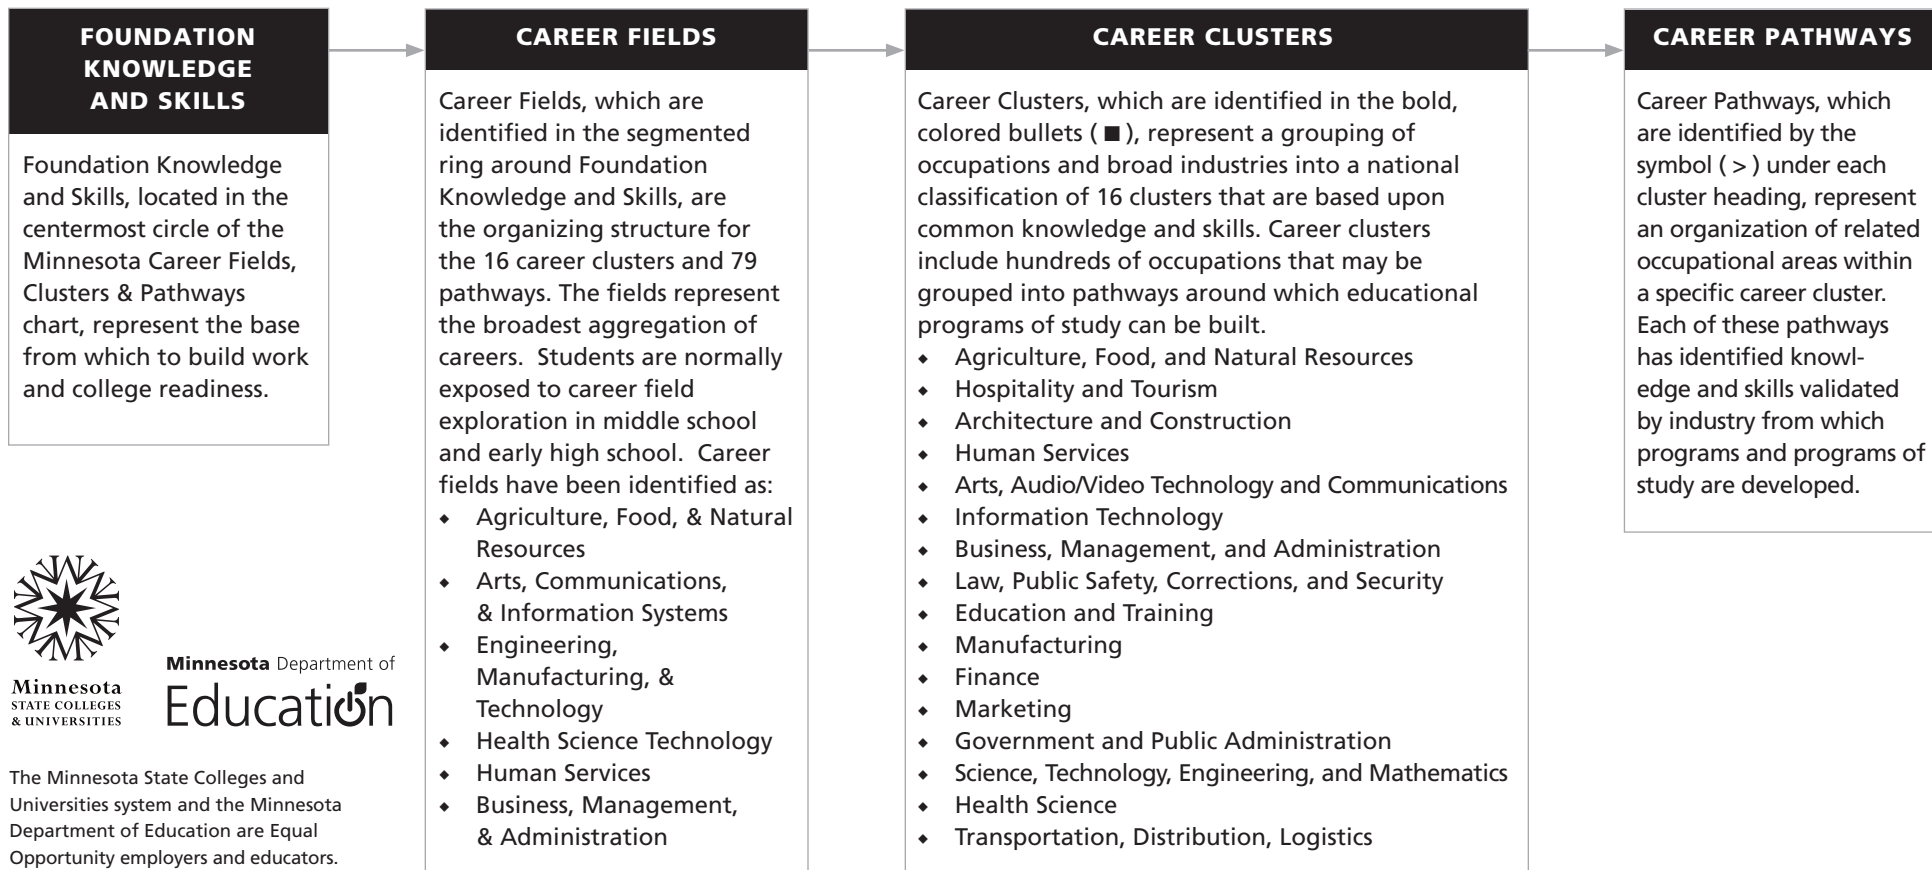 FOUNDATION
KNOWLEDGE
AND SKILLS
Foundation Knowledge
and Skills, located in the
centermost circle of the
Minnesota Career Fields,
Clusters & Pathways
chart, represent the base
from which to build work
and college readiness.
Minnesota
STATE COLLEGES
& UNIVERSITIES
Minnesota Department of
Education
The Minnesota State Colleges and
Universities system and the Minnesota
Department of Education are Equal
Opportunity employers and educators.
CAREER FIELDS
Career Fields, which are
identified in the segmented
ring around Foundation
Knowledge and Skills, are
the organizing structure for
the 16 career clusters and 79
pathways. The fields represent
the broadest aggregation of
careers.  Students are normally
exposed to career field
exploration in middle school
and early high school.  Career
fields have been identified as:
◆ Agriculture, Food, & Natural
Resources
◆ Arts, Communications,
& Information Systems
◆ Engineering,
Manufacturing, &
Technology
◆ Health Science Technology
◆ Human Services
◆ Business, Management,
& Administration
CAREER CLUSTERS
Career Clusters, which are identified in the bold,
colored bullets ( ■ ), represent a grouping of
occupations and broad industries into a national
classification of 16 clusters that are based upon
common knowledge and skills. Career clusters
include hundreds of occupations that may be
grouped into pathways around which educational
programs of study can be built.
◆ Agriculture, Food, and Natural Resources
◆ Hospitality and Tourism
◆ Architecture and Construction
◆ Human Services
◆ Arts, Audio/Video Technology and Communications
◆ Information Technology
◆ Business, Management, and Administration
◆ Law, Public Safety, Corrections, and Security
◆ Education and Training
◆ Manufacturing
◆ Finance
◆ Marketing
◆ Government and Public Administration
◆ Science, Technology, Engineering, and Mathematics
◆ Health Science
◆ Transportation, Distribution, Logistics
CAREER PATHWAYS
Career Pathways, which
are identified by the
symbol ( > ) under each
cluster heading, represent
an organization of related
occupational areas within
a specific career cluster.
Each of these pathways
has identified knowl-
edge and skills validated
by industry from which
programs and programs of
study are developed.